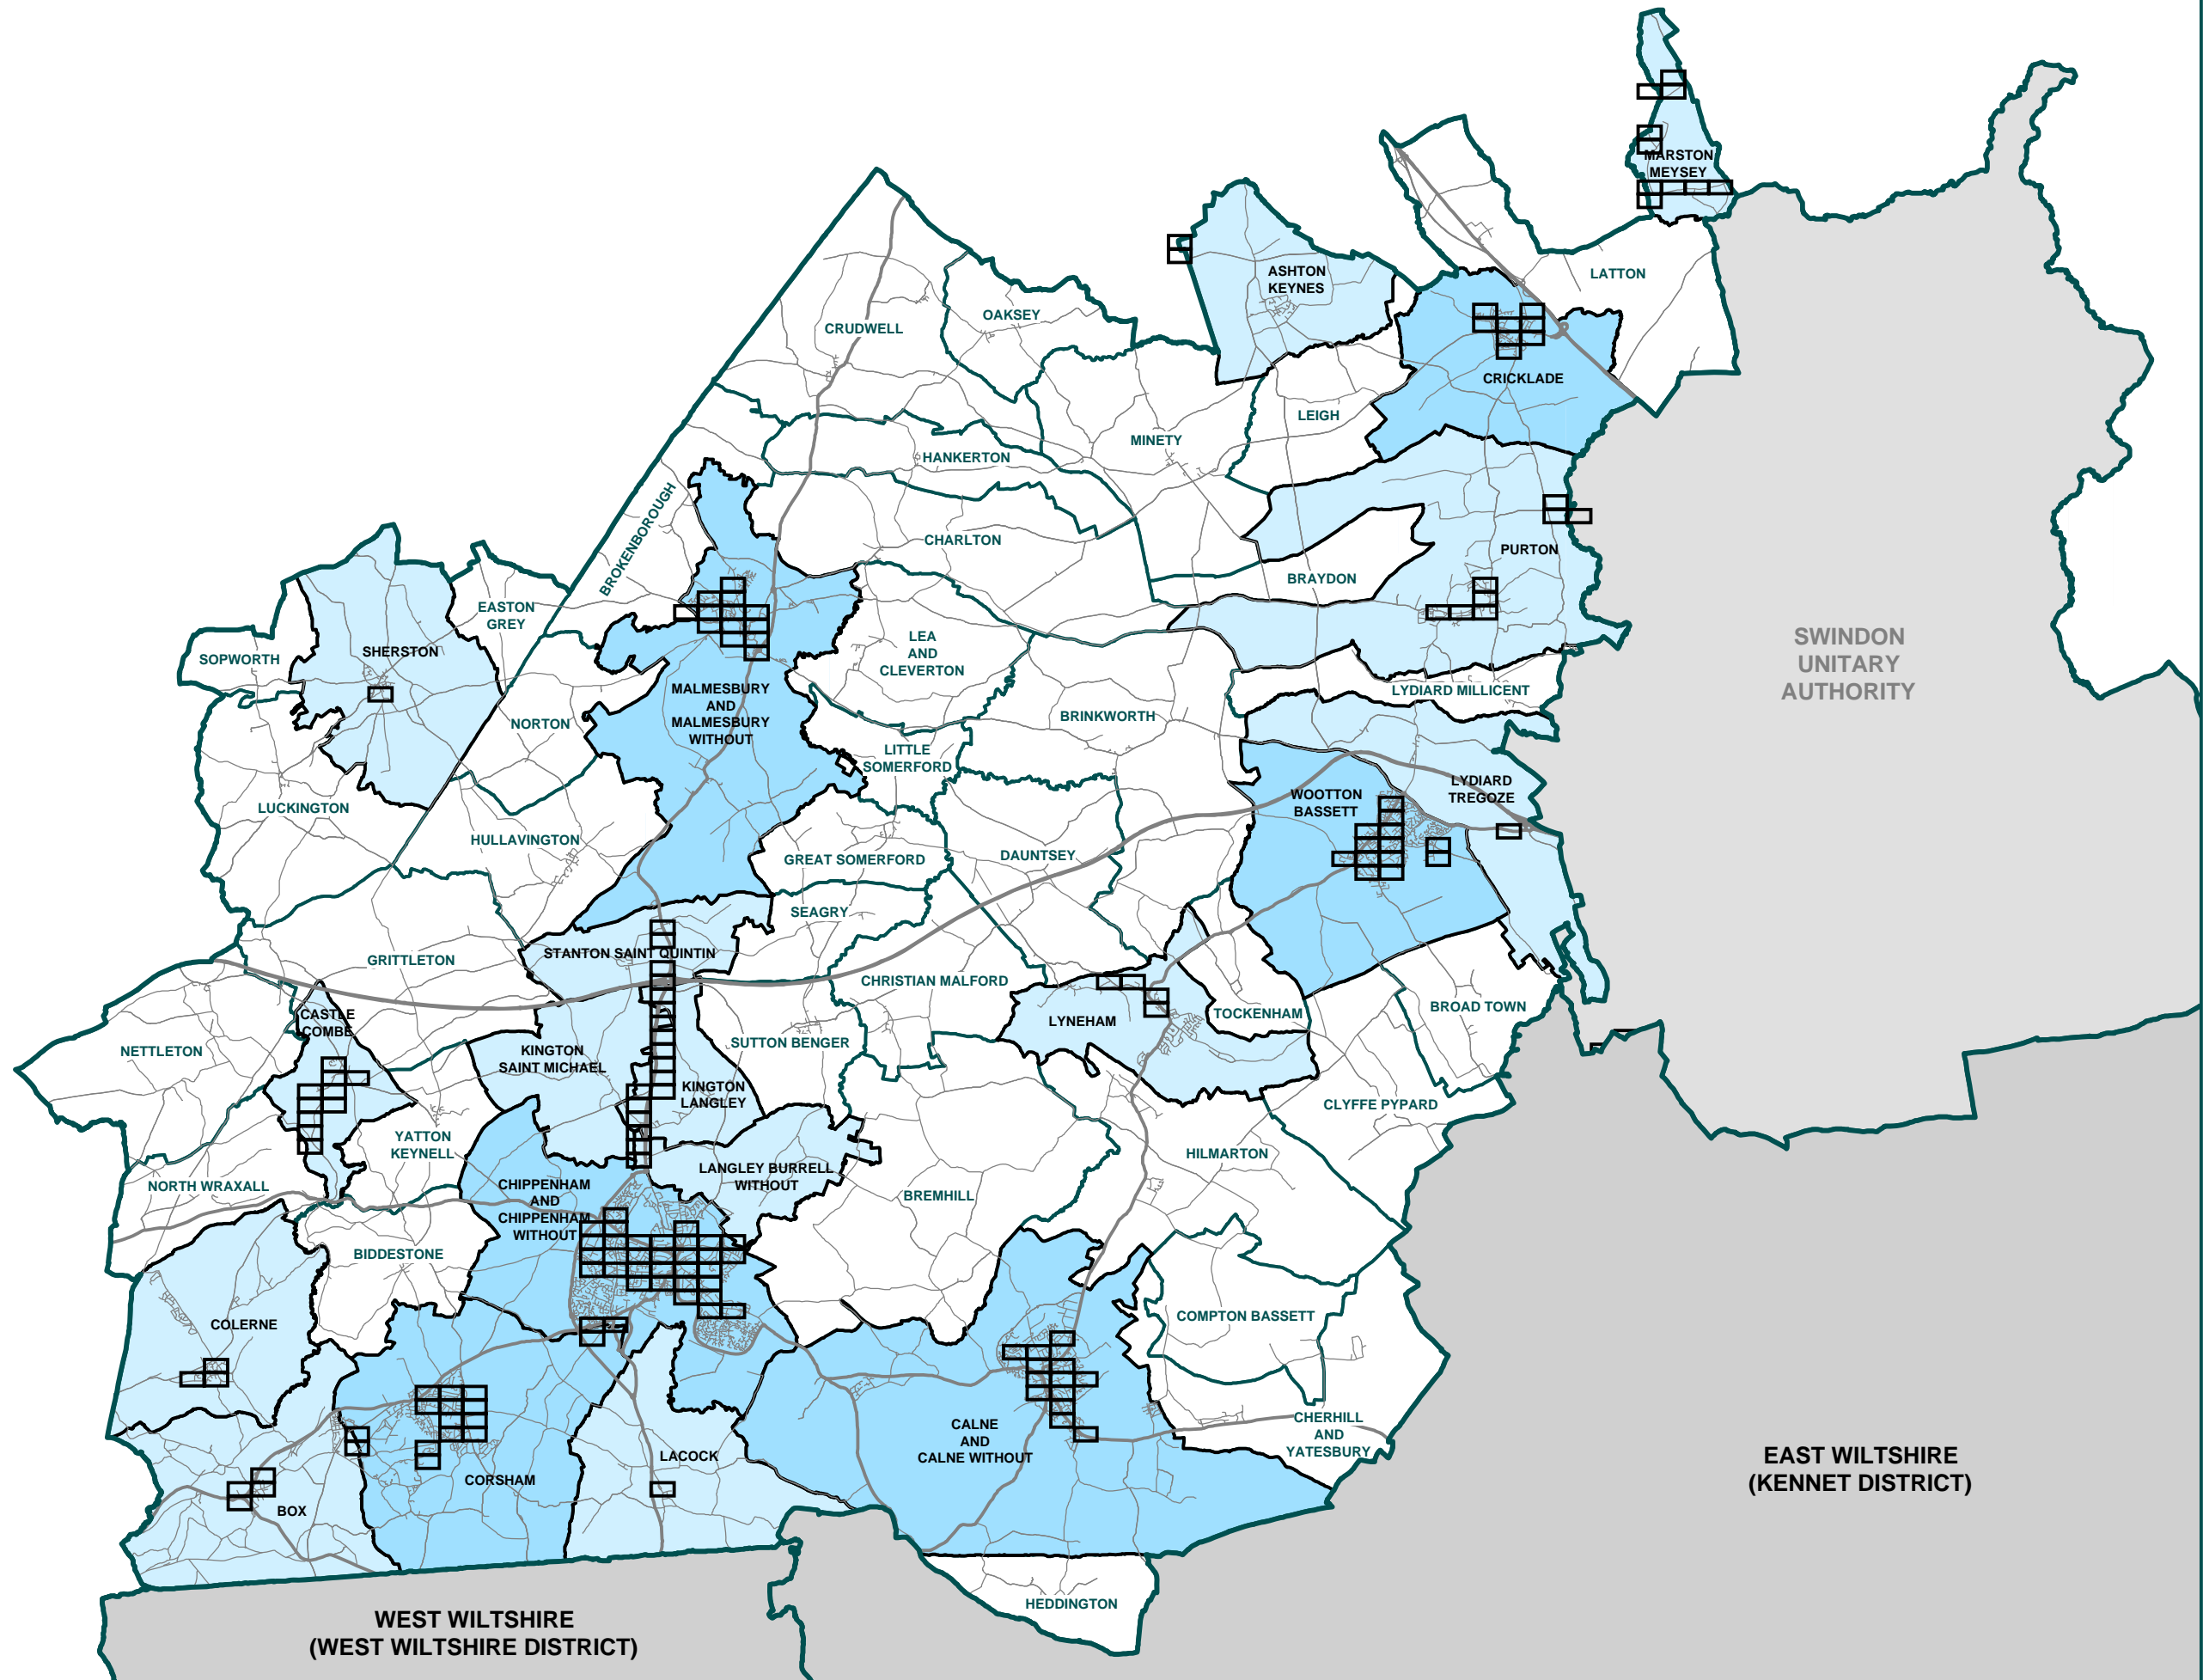 MARSTON
MEYSEY
ASHTON
KEYNES
LATTON
OAKSEY
CRUDWELL
CRICKLADE
LEIGH
MINETY
HANKERTON
BROKENBOROUGH
CHARLTON
PURTON
BRAYDON
EASTON
GREY
SHERSTON
SOPWORTH
LEA
AND
CLEVERTON
SWINDON
UNITARY
AUTHORITY
MALMESBURY
AND
MALMESBURY
WITHOUT
LYDIARD MILLICENT
NORTON
BRINKWORTH
LITTLE
SOMERFORD
LYDIARD
TREGOZE
WOOTTON
BASSETT
LUCKINGTON
HULLAVINGTON
GREAT SOMERFORD
DAUNTSEY
SEAGRY
STANTON SAINT QUINTIN
GRITTLETON
CHRISTIAN MALFORD
BROAD TOWN
CASTLE
COMBE
LYNEHAM
TOCKENHAM
NETTLETON
SUTTON BENGER
KINGTON
SAINT MICHAEL
KINGTON
LANGLEY
CLYFFE PYPARD
YATTON
KEYNELL
HILMARTON
LANGLEY BURRELL
WITHOUT
NORTH WRAXALL
CHIPPENHAM
AND
CHIPPENHAM
WITHOUT
BREMHILL
BIDDESTONE
COLERNE
COMPTON BASSETT
CHERHILL
AND
YATESBURY
CALNE
AND
CALNE WITHOUT
LACOCK
CORSHAM
BOX
EAST WILTSHIRE
(KENNET DISTRICT)
HEDDINGTON
WEST WILTSHIRE
(WEST WILTSHIRE DISTRICT)